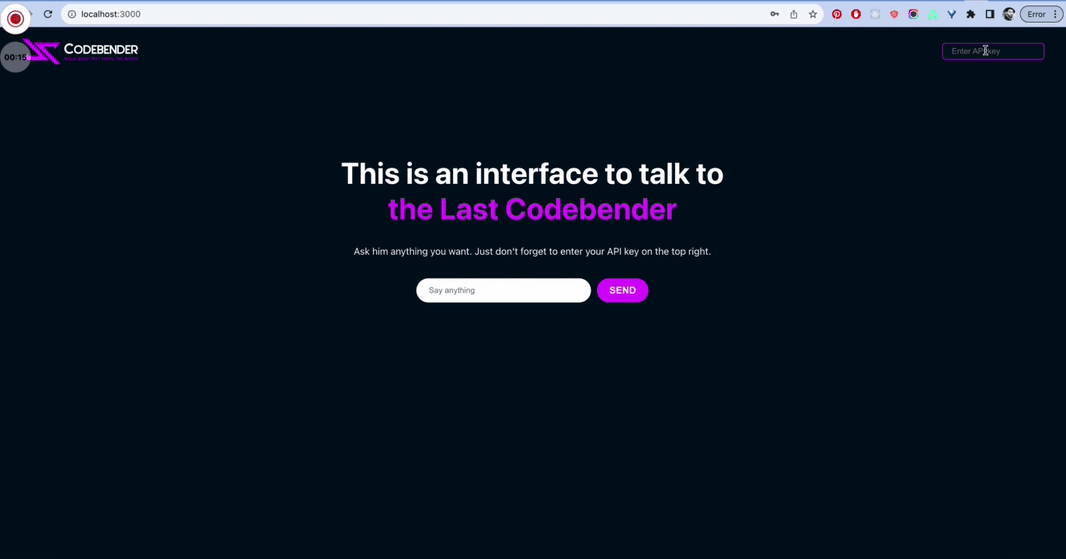 localhost:3000
Error
00:15
CODEBENDER
Enter API key
This is an interface to talk to
the Last Codebender
Ask him anything you want. Just don't forget to enter your API key on the top right.
Say anything
SEND